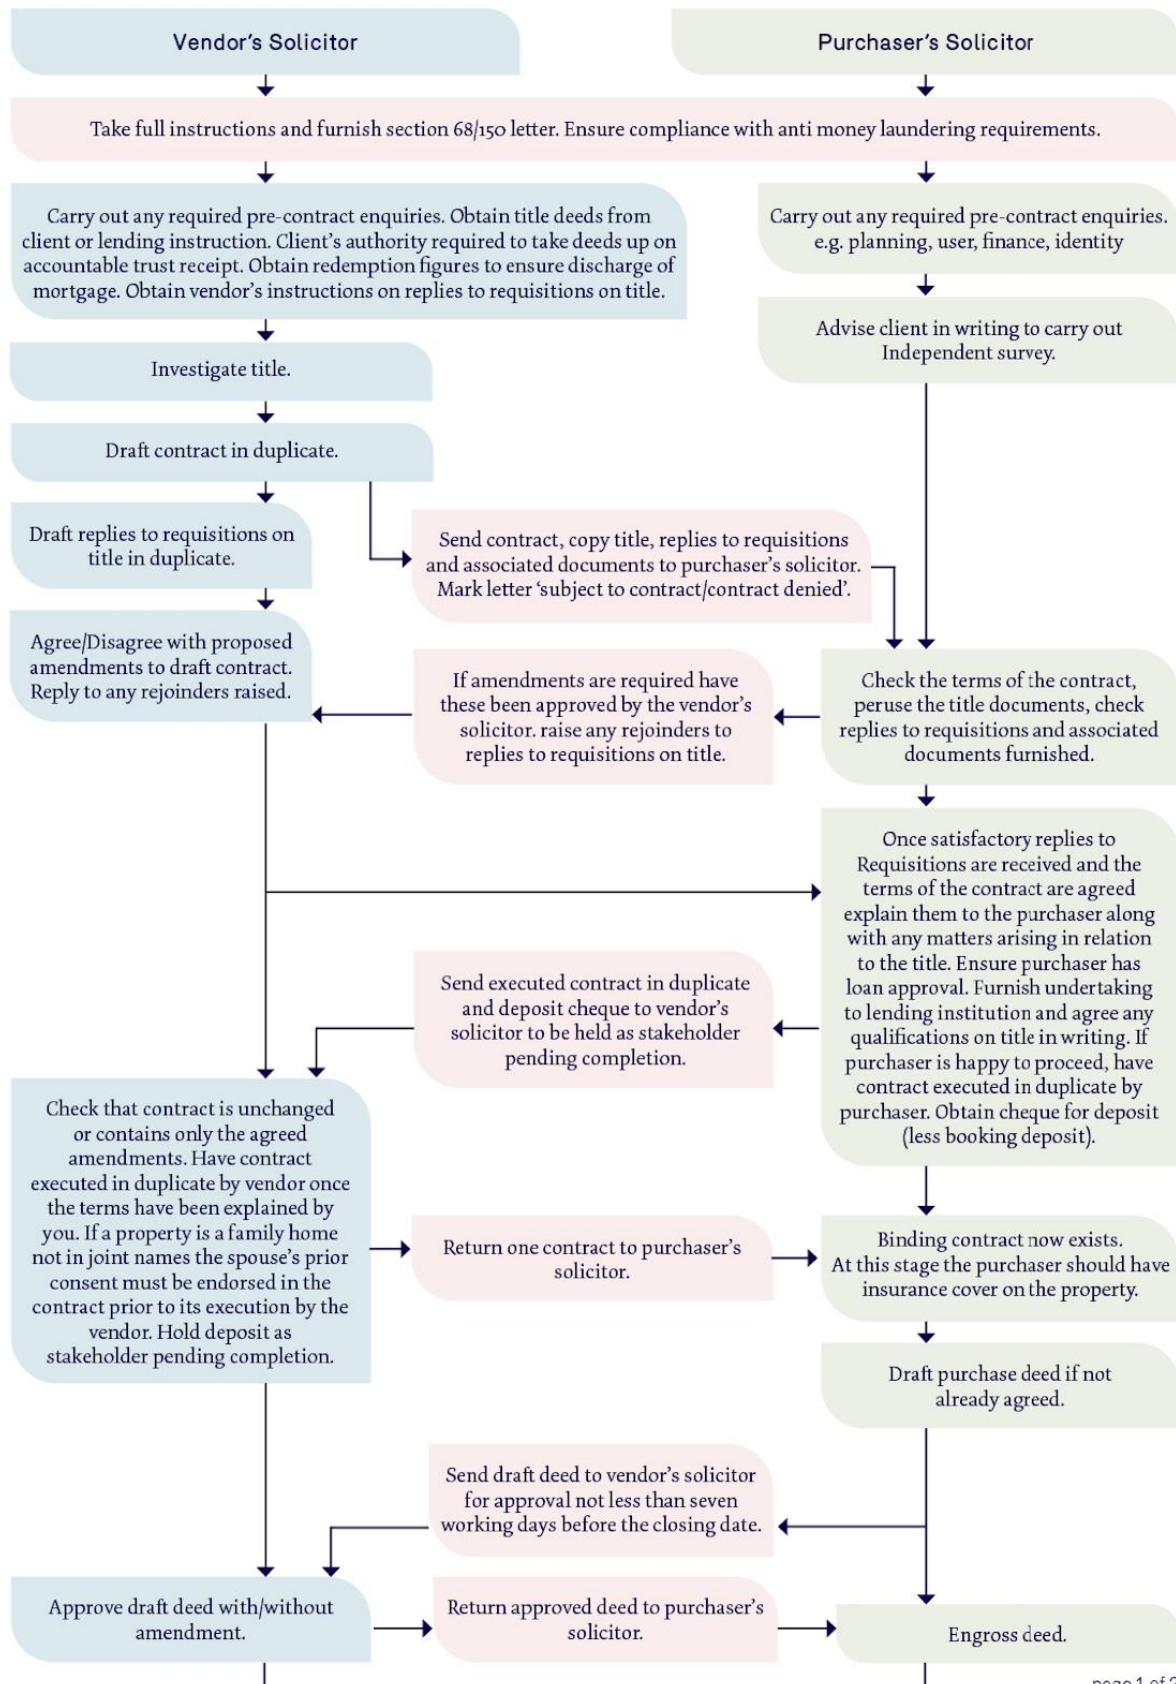 Vendor's Solicitor
Purchaser's Solicitor
Take full instructions and furnish section 68/150 letter. Ensure compliance with anti money laundering requirements.
Carry out any required pre-contract enquiries. Obtain title deeds from
client or lending instruction. Client's authority required to take deeds up on
accountable trust receipt. Obtain redemption figures to ensure discharge of
mortgage. Obtain vendor's instructions on replies to requisitions on title.
Carry out any required pre-contract enquiries.
e.g. planning, user, finance, identity
Advise client in writing to carry out
Independent survey.
Investigate title.
Draft contract in duplicate.
Draft replies to requisitions on
title in duplicate.
Send contract, copy title, replies to requisitions
and associated documents to purchaser's solicitor.
Mark letter 'subject to contract/contract denied'.
Agree/Disagree with proposed
amendments to draft contract.
Reply to any rejoinders raised.
If amendments are required have
these been approved by the vendor's
solicitor. raise any rejoinders to
replies to requisitions on title.
Check the terms of the contract,
peruse the title documents, check
replies to requisitions and associated
documents furnished.
Once satisfactory replies to
Requisitions are received and the
terms of the contract are agreed
explain them to the purchaser along
with any matters arising in relation
to the title. Ensure purchaser has
loan approval. Furnish undertaking
to lending institution and agree any
qualifications on title in writing. If
purchaser is happy to proceed, have
contract executed in duplicate by
purchaser. Obtain cheque for deposit
(less booking deposit).
Send executed contract in duplicate
and deposit cheque to vendor's
solicitor to be held as stakeholder
pending completion.
Check that contract is unchanged
or contains only the agreed
amendments. Have contract
executed in duplicate by vendor once
the terms have been explained by
you. If a property is a family home
not in joint names the spouse's prior
consent must be endorsed in the
contract prior to its execution by the
vendor. Hold deposit as
stakeholder pending completion.
Return one contract to purchaser's
solicitor.
Binding contract now exists.
At this stage the purchaser should have
insurance cover on the property.
Draft purchase deed if not
already agreed.
Send draft deed to vendor's solicitor
for approval not less than seven
working days before the closing date.
Approve draft deed with/without
amendment.
Return approved deed to purchaser's
solicitor.
Engross deed.
page 1 of 2